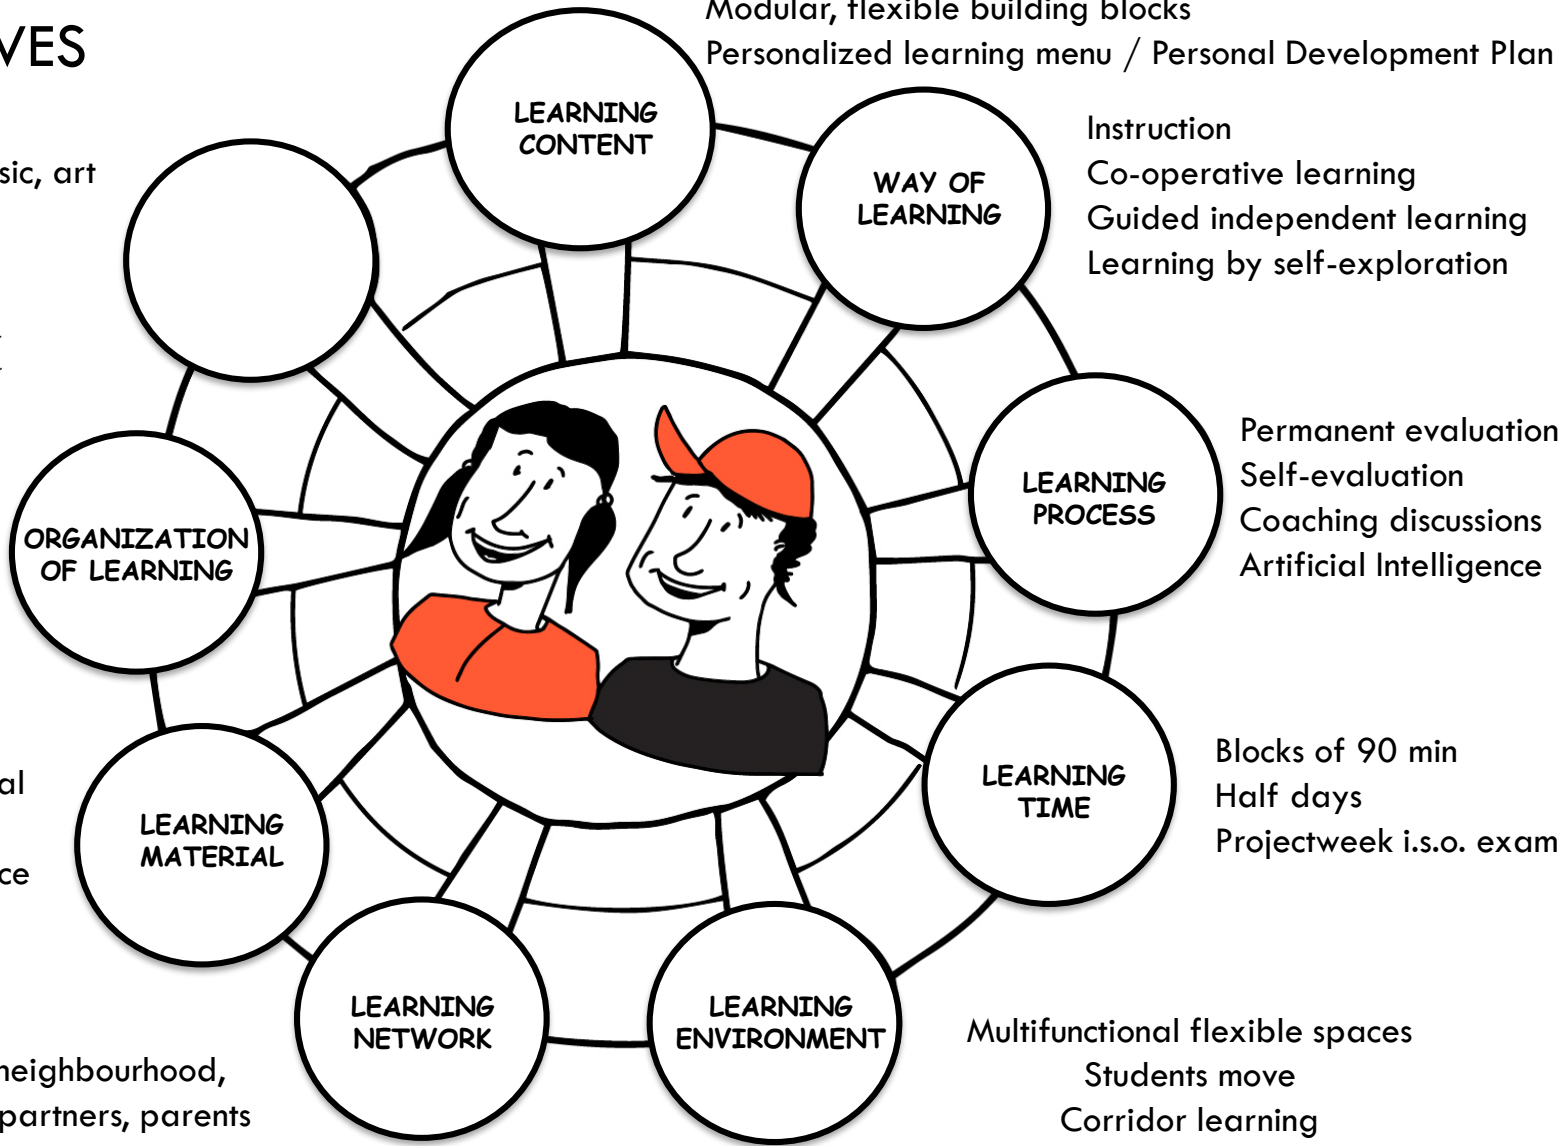 VES
Modular, flexible building blocks
Personalized learning menu / Personal Development Plan
LEARNING
CONTENT
WAY OF
LEARNING
Instruction
Co-operative learning
Guided independent learning
Learning by self-exploration
sic, art
ORGANIZATION
OF LEARNING
LEARNING
PROCESS
Permanent evaluation
Self-evaluation
Coaching discussions
Artificial Intelligence
al
ce
LEARNING
MATERIAL
LEARNING
TIME
Blocks of 90 min
Half days
Projectweek i.s.o. exam
LEARNING
NETWORK
neighbourhood,
partners, parents
LEARNING
ENVIRONMENT
Multifunctional flexible spaces
Students move
Corridor learning